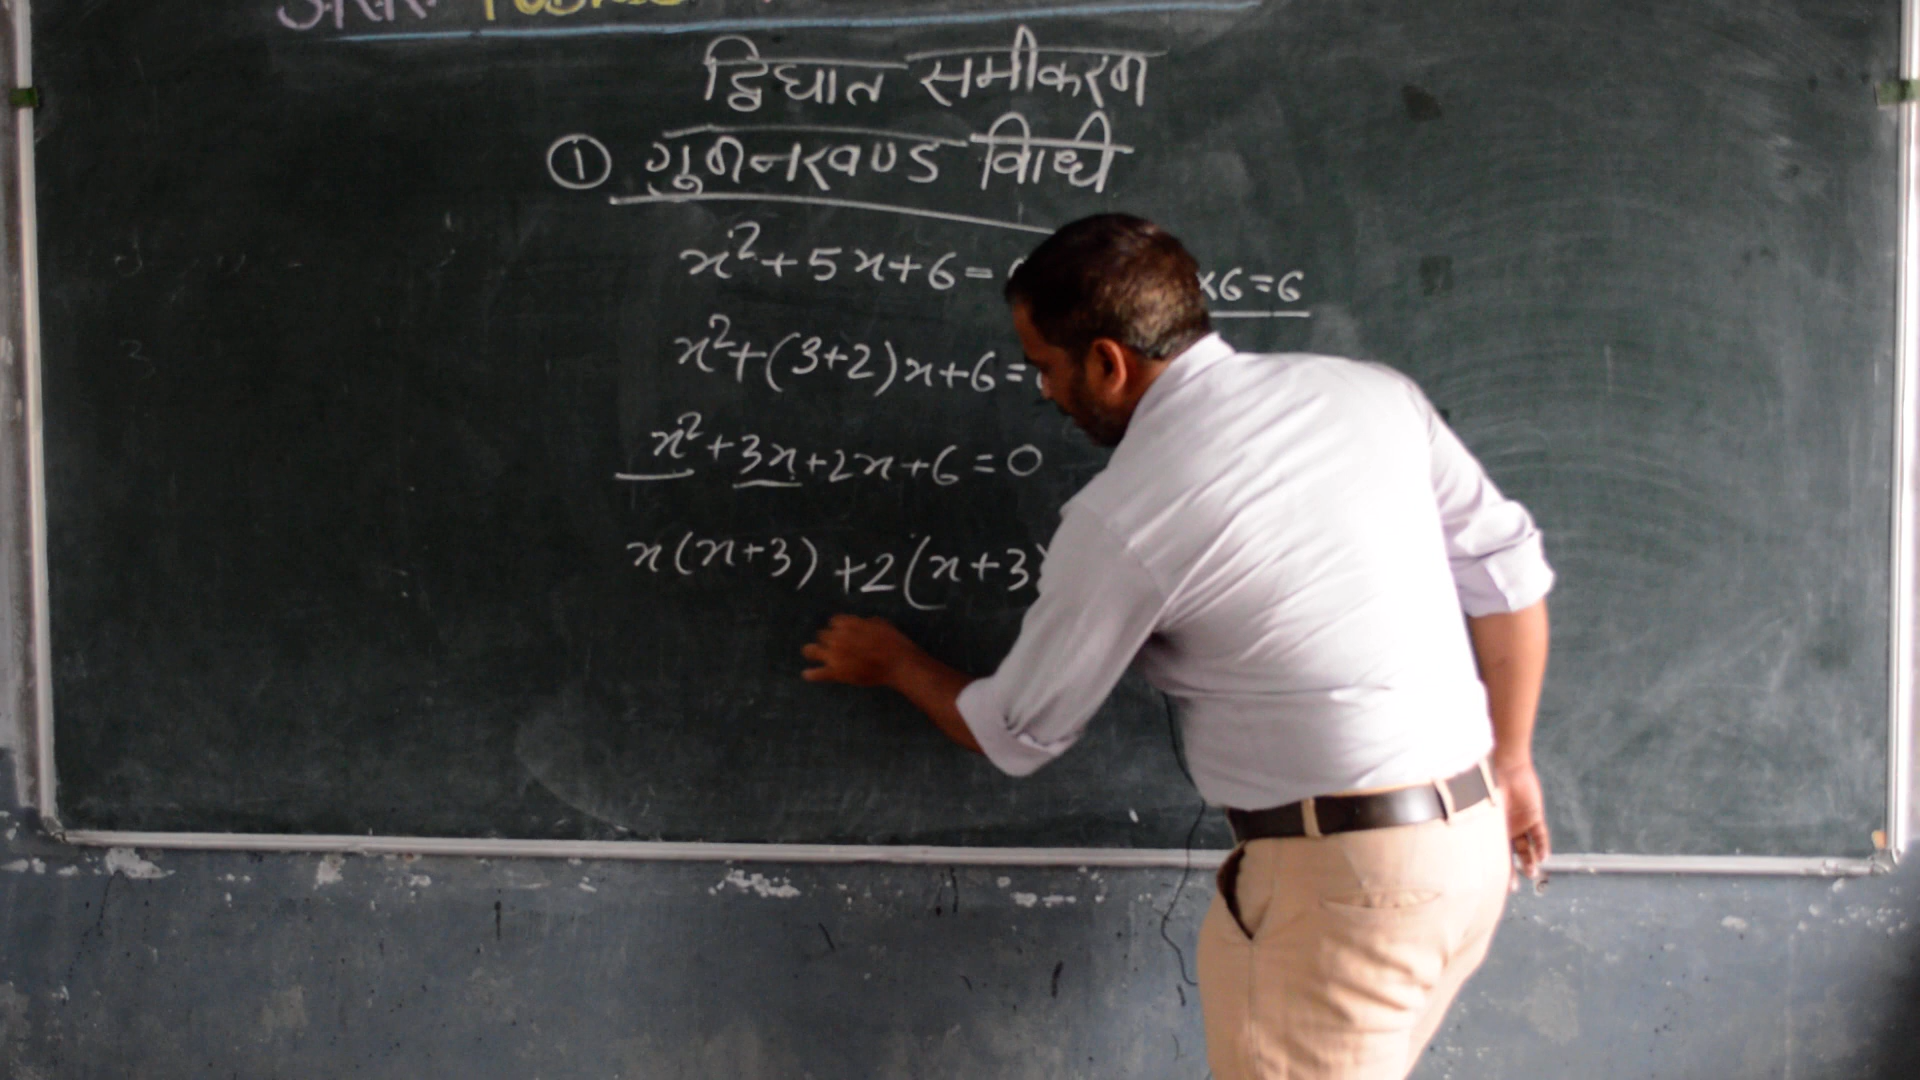 द्विघात समीकरण
① गुणनखण्ड विधि
x²+5x+6=
x6=6
x²+(3+2)x+6=
x²+3x+2x+6=0
x(x+3)+2(x+3)